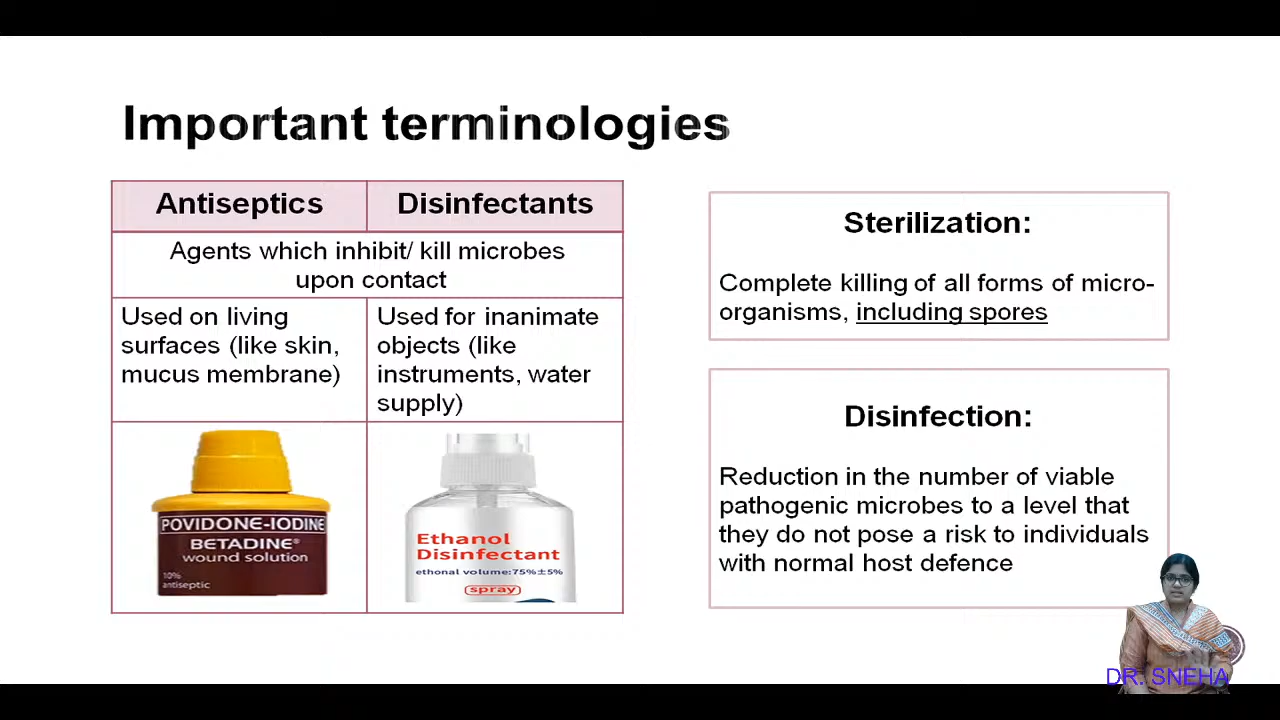 Important terminologies
Antiseptics
Disinfectants
Agents which inhibit/ kill microbes
upon contact
Used on living
surfaces (like skin,
mucus membrane)
Used for inanimate
objects (like
instruments, water
supply)
POVIDONE-IODINE
BETADINE®
wound solution
10%
antiseptic
Ethanol
Disinfectant
ethonal volume:75%±5%
spray
Sterilization:
Complete killing of all forms of micro-
organisms, including spores
Disinfection:
Reduction in the number of viable
pathogenic microbes to a level that
they do not pose a risk to individuals
with normal host defence
DR. SNEHA